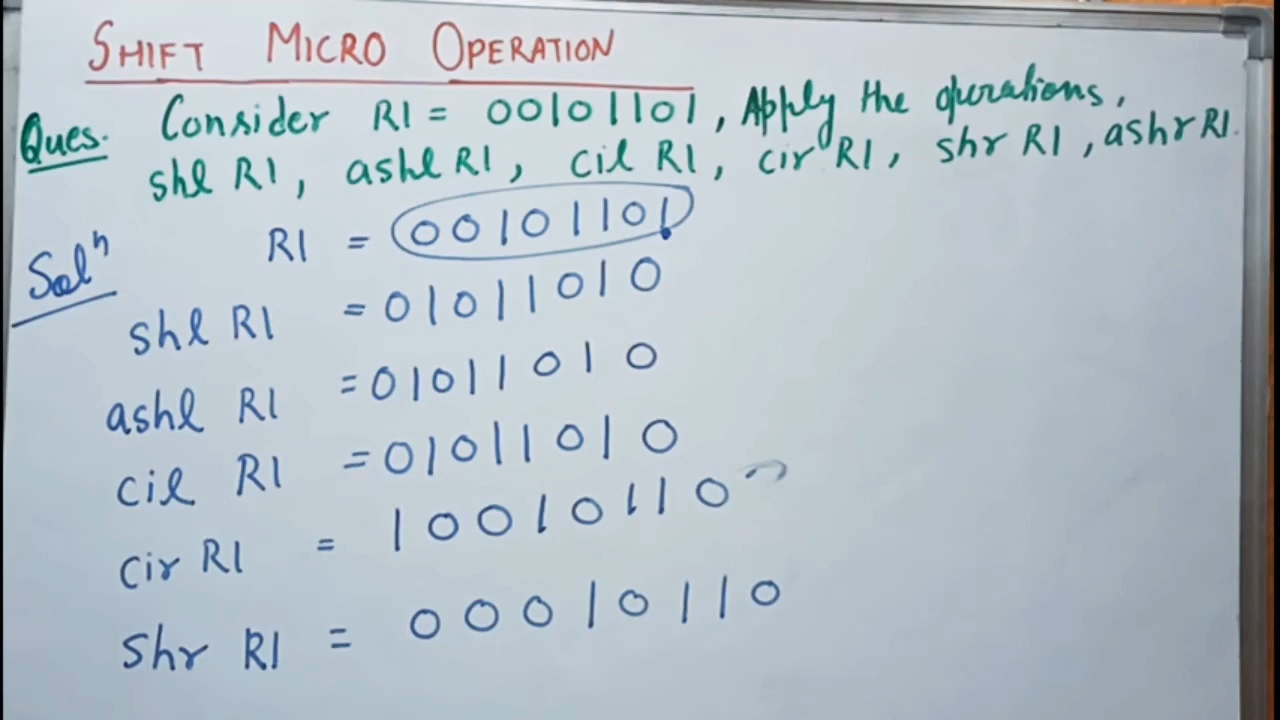 SHIFT MICRO OPERATION
Ques. Consider R1 = 00101101, Apply the operations,
shl R1, ashl R1, cil R1, cir R1, shr R1, ashr R1.
Solⁿ R1 = 00101101
shl R1 = 01011010
ashl R1 = 01011010
cil R1 = 01011010
cir R1 = 10010110
shr R1 = 00010110